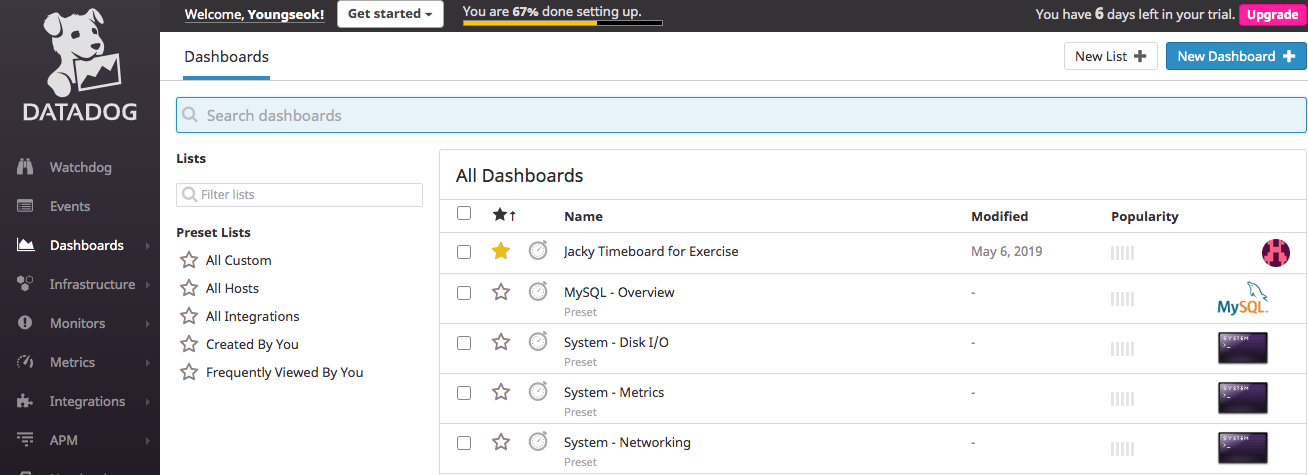 Welcome, Youngseok!
Get started
You are 67% done setting up.
You have 6 days left in your trial.
Upgrade
DATADOG
Watchdog
Events
Dashboards
Infrastructure
Monitors
Metrics
Integrations
APM
Dashboards
New List
New Dashboard
Search dashboards
Lists
Filter lists
Preset Lists
All Custom
All Hosts
All Integrations
Created By You
Frequently Viewed By You
All Dashboards
Name Modified Popularity
Jacky Timeboard for Exercise May 6, 2019
MySQL - Overview -
Preset
MySQL
System - Disk I/O -
Preset
SYSTEM
>_
System - Metrics -
Preset
SYSTEM
>_
System - Networking -
Preset
SYSTEM
>_